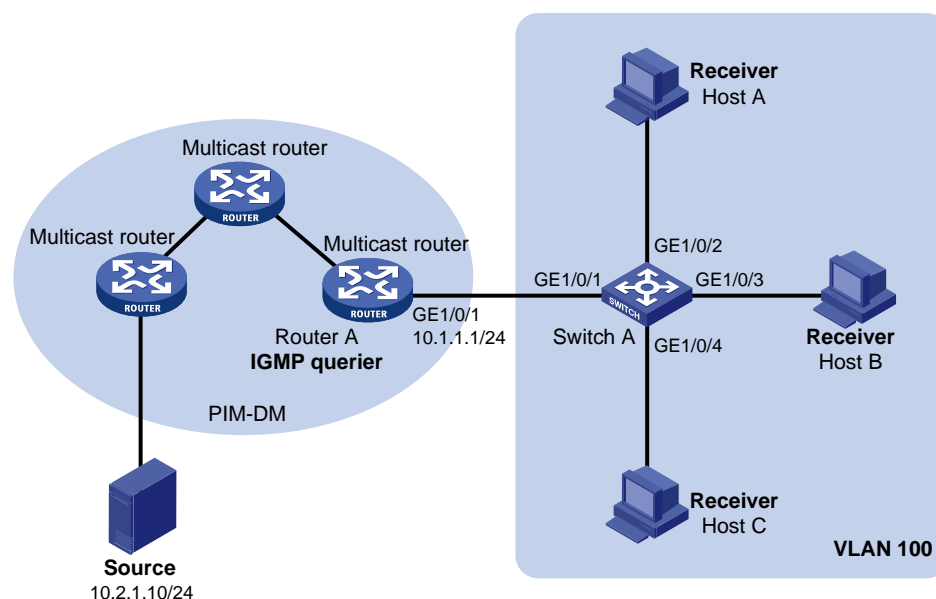 Receiver
Host A
Multicast router
ROUTER
Multicast router
ROUTER
Multicast router
ROUTER
Router A
IGMP querier
GE1/0/1
10.1.1.1/24
PIM-DM
Source
10.2.1.10/24
GE1/0/1
GE1/0/2
GE1/0/3
GE1/0/4
SWITCH
Switch A
Receiver
Host B
Receiver
Host C
VLAN 100